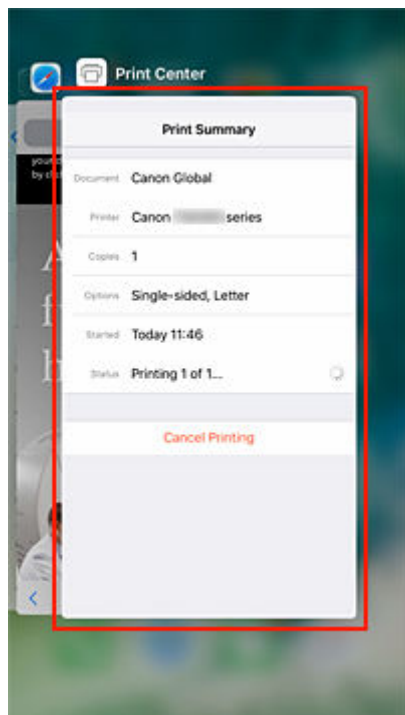 Print Center
Print Summary
Document Canon Global
Printer Canon series
Copies 1
Options Single-sided, Letter
Started Today 11:46
Status Printing 1 of 1...
Cancel Printing